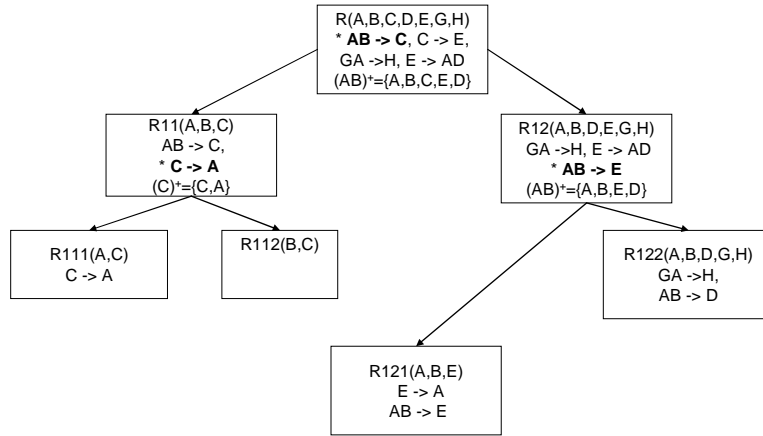 R(A,B,C,D,E,G,H)
* AB -> C, C -> E,
GA ->H, E -> AD
(AB)⁺={A,B,C,E,D}
R11(A,B,C)
AB -> C,
* C -> A
(C)⁺={C,A}
R12(A,B,D,E,G,H)
GA ->H, E -> AD
* AB -> E
(AB)⁺={A,B,E,D}
R111(A,C)
C -> A
R112(B,C)
R122(A,B,D,G,H)
GA ->H,
AB -> D
R121(A,B,E)
E -> A
AB -> E